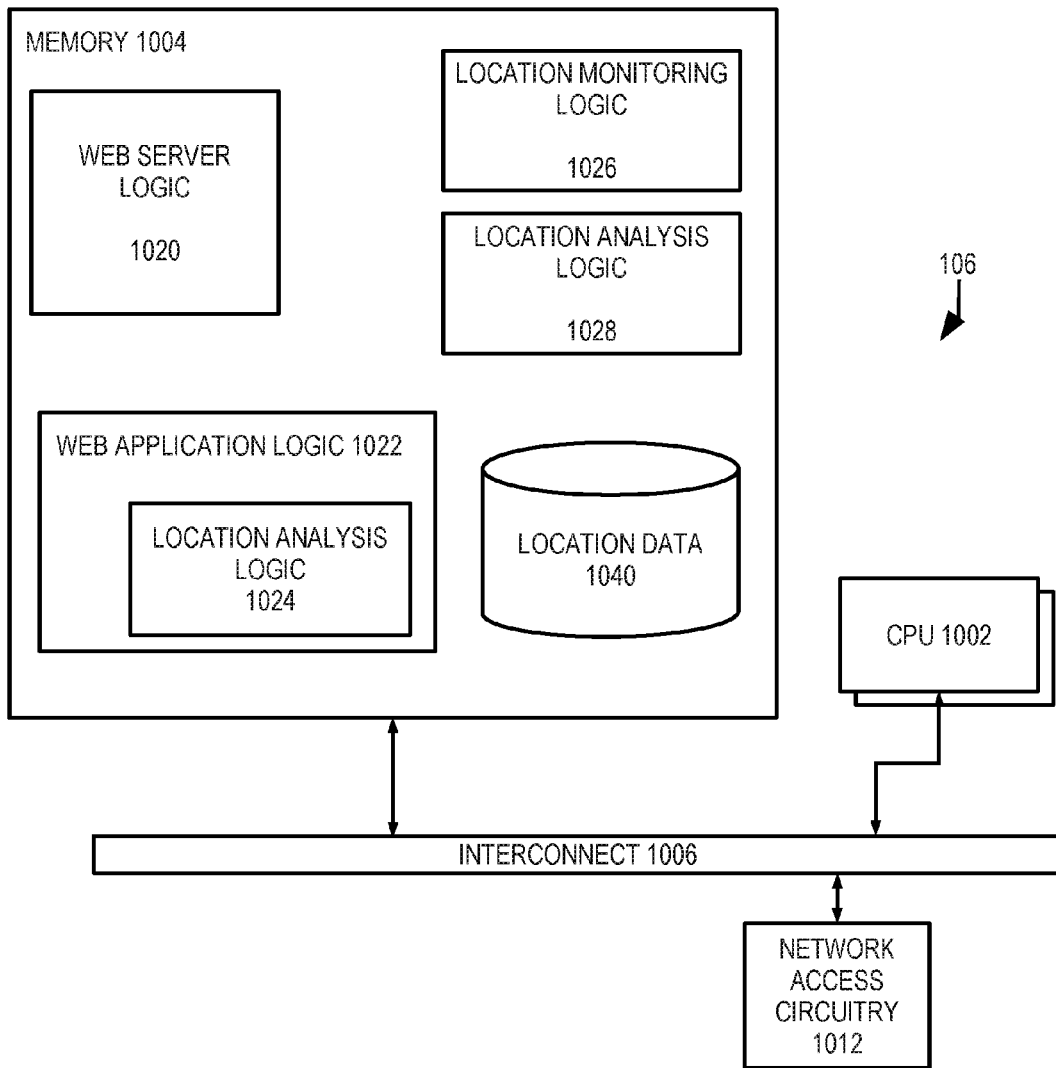 MEMORY 1004
WEB SERVER
LOGIC
1020
LOCATION MONITORING
LOGIC
1026
LOCATION ANALYSIS
LOGIC
1028
106
WEB APPLICATION LOGIC 1022
LOCATION ANALYSIS
LOGIC
1024
LOCATION DATA
1040
CPU 1002
INTERCONNECT 1006
NETWORK
ACCESS
CIRCUITRY
1012